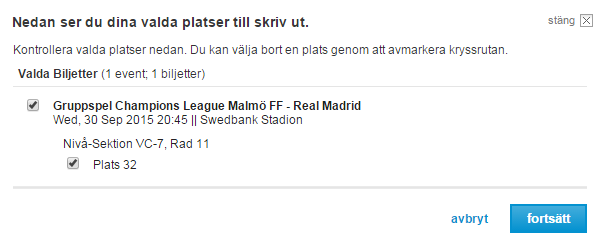 Nedan ser du dina valda platser till skriv ut.
stäng
Kontrollera valda platser nedan. Du kan välja bort en plats genom att avmarkera kryssrutan.
Valda Biljetter (1 event; 1 biljetter)
Gruppspel Champions League Malmö FF - Real Madrid
Wed, 30 Sep 2015 20:45 || Swedbank Stadion
Nivå-Sektion VC-7, Rad 11
Plats 32
avbryt
fortsätt